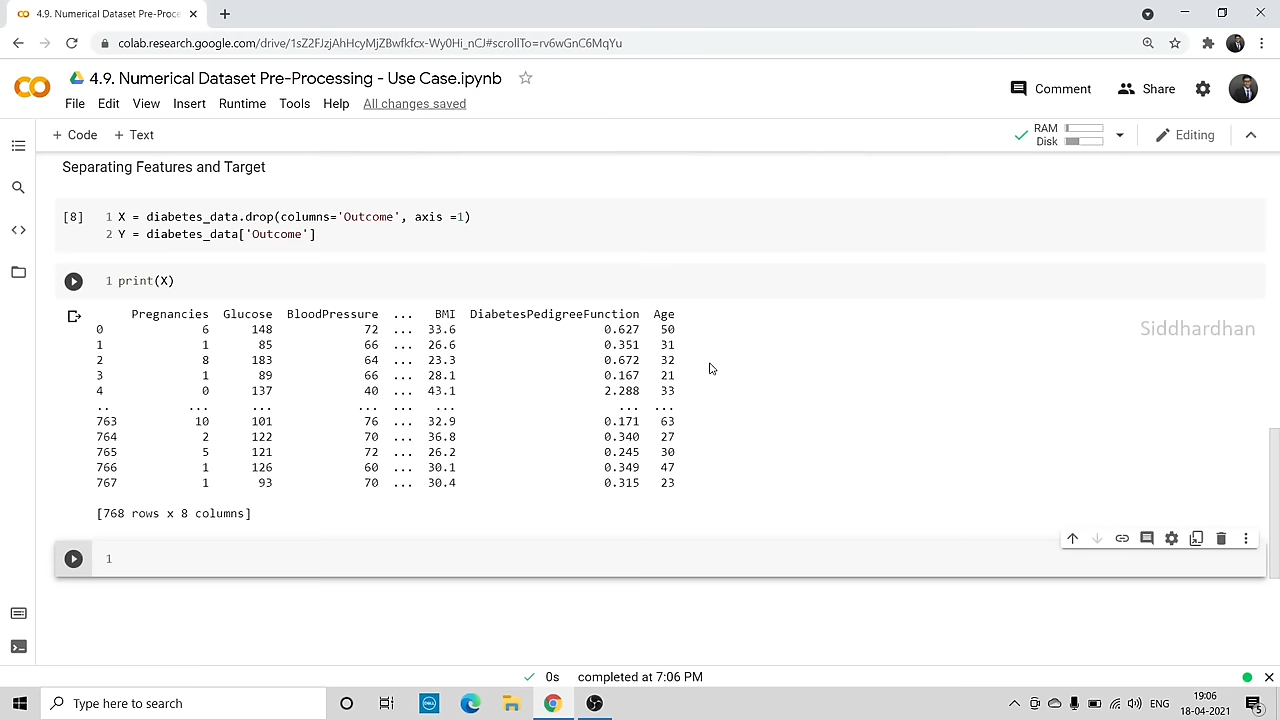 4.9. Numerical Dataset Pre-Proce
colab.research.google.com/drive/1sZ2FJzjAhHcyMjZBwfkfcx-Wy0Hi_nCJ#scrollTo=rv6wGnC6MqYu
4.9. Numerical Dataset Pre-Processing - Use Case.ipynb
Comment Share
File Edit View Insert Runtime Tools Help All changes saved
+ Code + Text
RAM
Disk
Editing
Separating Features and Target
[8] 1 X = diabetes_data.drop(columns='Outcome', axis =1)
2 Y = diabetes_data['Outcome']
1 print(X)
Pregnancies Glucose BloodPressure ... BMI DiabetesPedigreeFunction Age
0 6 148 72 ... 33.6 0.627 50
1 1 85 66 ... 26.6 0.351 31
2 8 183 64 ... 23.3 0.672 32
3 1 89 66 ... 28.1 0.167 21
4 0 137 40 ... 43.1 2.288 33
.. ... ... ... ... ... ... ...
763 10 101 76 ... 32.9 0.171 63
764 2 122 70 ... 36.8 0.340 27
765 5 121 72 ... 26.2 0.245 30
766 1 126 60 ... 30.1 0.349 47
767 1 93 70 ... 30.4 0.315 23
[768 rows x 8 columns]
Siddhardhan
1
0s completed at 7:06 PM
Type here to search
DELL
ENG
19:06
18-04-2021
5